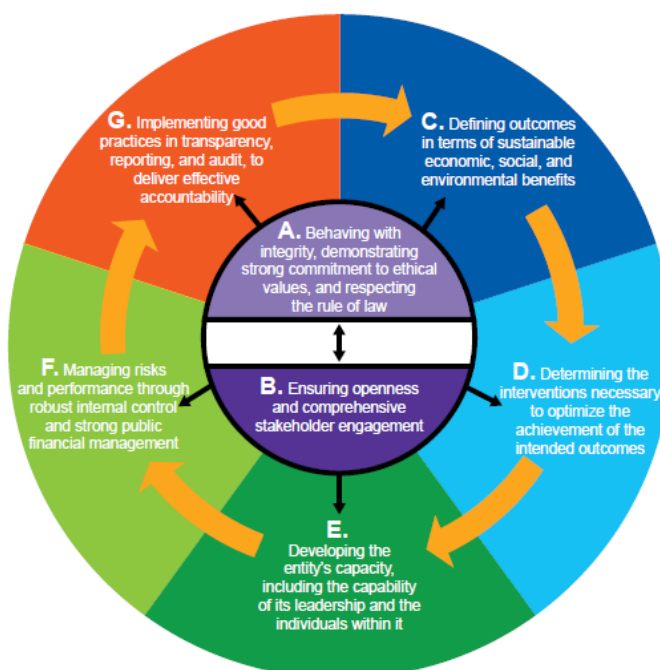 G. Implementing good
practices in transparency,
reporting, and audit, to
deliver effective
accountability
C. Defining outcomes
in terms of sustainable
economic, social, and
environmental benefits
A. Behaving with
integrity, demonstrating
strong commitment to ethical
values, and respecting
the rule of law
B. Ensuring openness
and comprehensive
stakeholder engagement
D. Determining the
interventions necessary
to optimize the
achievement of the
intended outcomes
E.
Developing the
entity's capacity,
including the capability
of its leadership and the
individuals within it
F. Managing risks
and performance through
robust internal control
and strong public
financial management